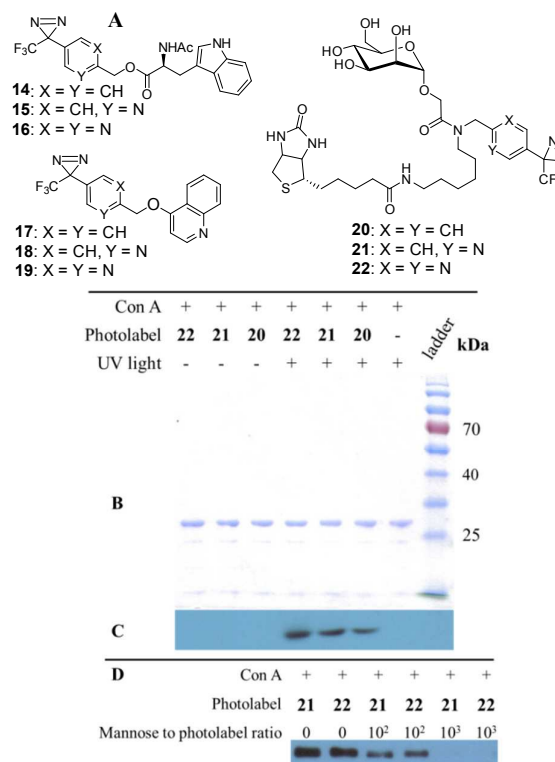 A
N=N
F3C
X
Y
O
O
NHAc
NH
14: X = Y = CH
15: X = CH, Y = N
16: X = Y = N
N=N
F3C
X
Y
O
N
17: X = Y = CH
18: X = CH, Y = N
19: X = Y = N
HO
OH
HO
HO
O
O
O
N
X
Y
N
N
CF
O
HN
NH
S
O
N
H
20: X = Y = CH
21: X = CH, Y = N
22: X = Y = N
Con A + + + + + + +
Photolabel 22 21 20 22 21 20 -
UV light - - - + + + +
ladder
kDa
70
40
25
B
C
D
Con A + + + + + +
Photolabel 21 22 21 22 21 22
Mannose to photolabel ratio 0 0 10² 10² 10³ 10³